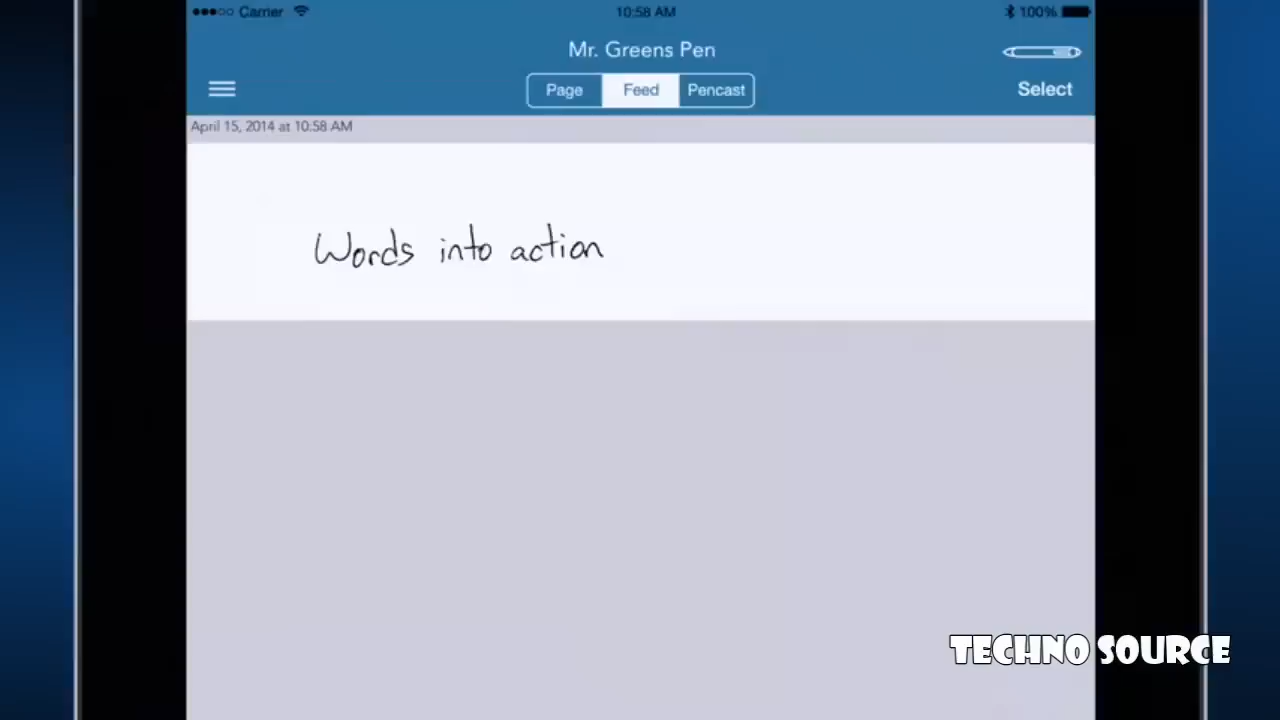 Carrier 10:58 AM 100%
Mr. Greens Pen
Page Feed Pencast Select
April 15, 2014 at 10:58 AM
Words into action
TECHNO SOURCE